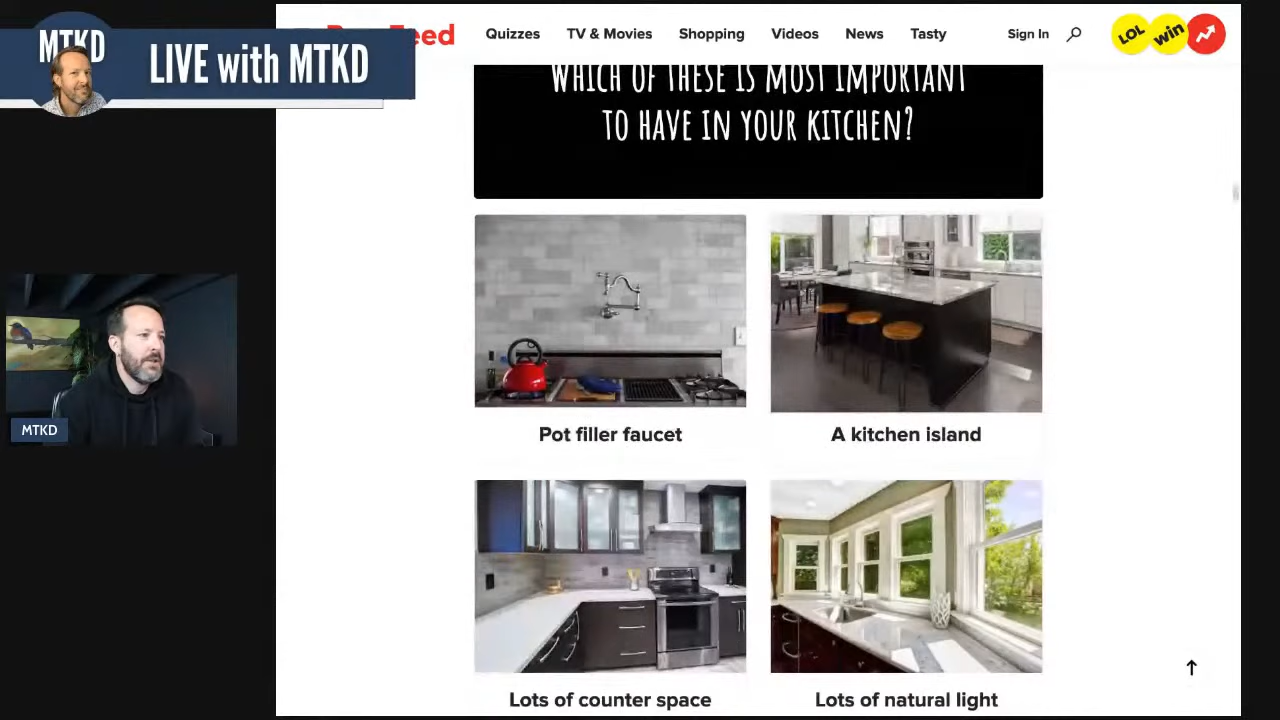 MTKD
LIVE with MTKD
Feed
Quizzes
TV & Movies
Shopping
Videos
News
Tasty
Sign In
LOL
win
WHICH OF THESE IS MOST IMPORTANT
TO HAVE IN YOUR KITCHEN?
Pot filler faucet
A kitchen island
MTKD
Lots of counter space
Lots of natural light